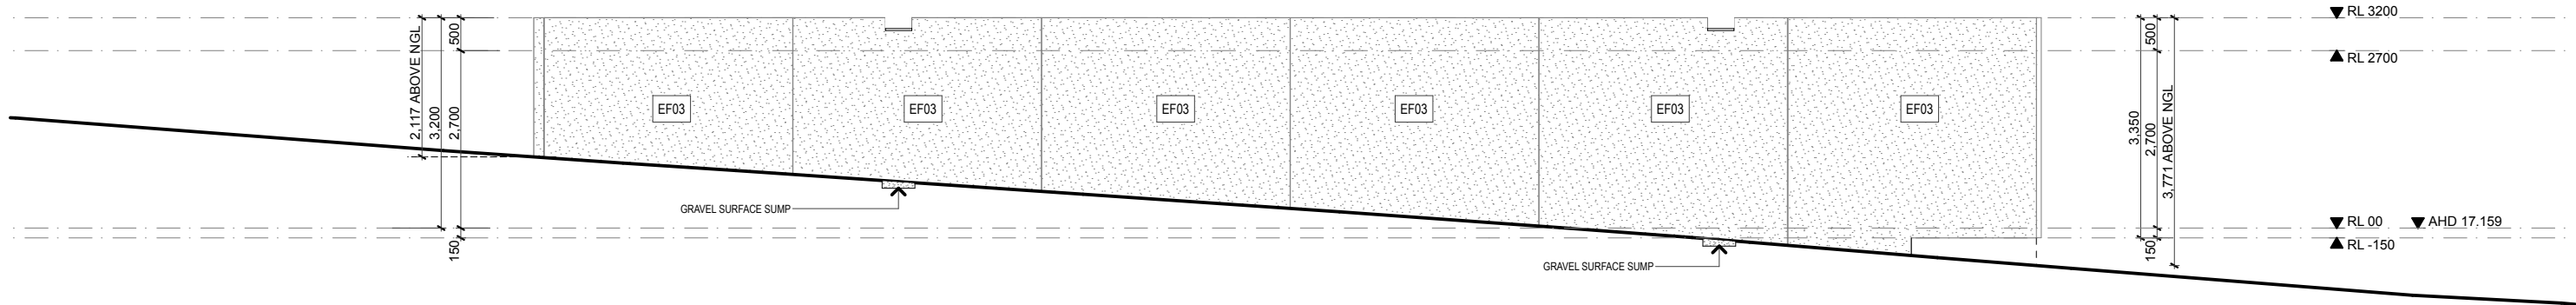 RL 3200
500
500
RL 2700
2,117 ABOVE NGL
3,200
2,700
EF03
EF03
EF03
EF03
EF03
EF03
3,350
2,700
3,771 ABOVE NGL
GRAVEL SURFACE SUMP
RL 00
AHD 17.159
150
150
RL -150
GRAVEL SURFACE SUMP